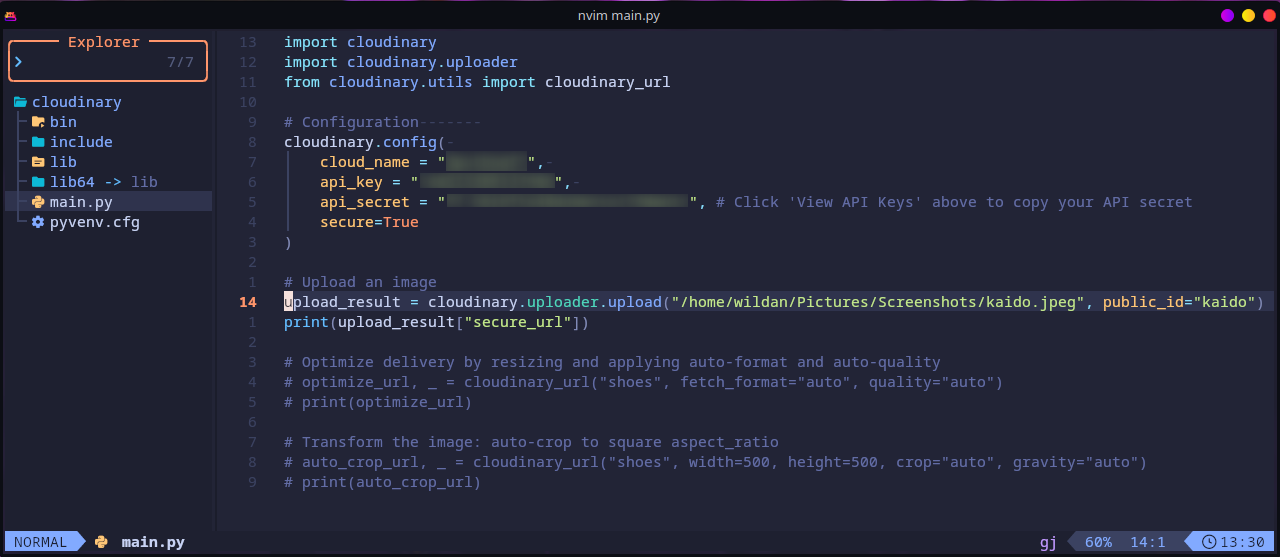 nvim main.py
Explorer
7/7
cloudinary
bin
include
lib
lib64 -> lib
main.py
pyvenv.cfg
13 import cloudinary
12 import cloudinary.uploader
11 from cloudinary.utils import cloudinary_url
10
9 # Configuration-------
8 cloudinary.config(-
7 cloud_name = "",-
6 api_key = "",-
5 api_secret = "", # Click 'View API Keys' above to copy your API secret
4 secure=True
3 )
2
1 # Upload an image
14 upload_result = cloudinary.uploader.upload("/home/wildan/Pictures/Screenshots/kaido.jpeg", public_id="kaido")
1 print(upload_result["secure_url"])
2
3 # Optimize delivery by resizing and applying auto-format and auto-quality
4 # optimize_url, _ = cloudinary_url("shoes", fetch_format="auto", quality="auto")
5 # print(optimize_url)
6
7 # Transform the image: auto-crop to square aspect_ratio
8 # auto_crop_url, _ = cloudinary_url("shoes", width=500, height=500, crop="auto", gravity="auto")
9 # print(auto_crop_url)
NORMAL main.py gj 60% 14:1 13:30